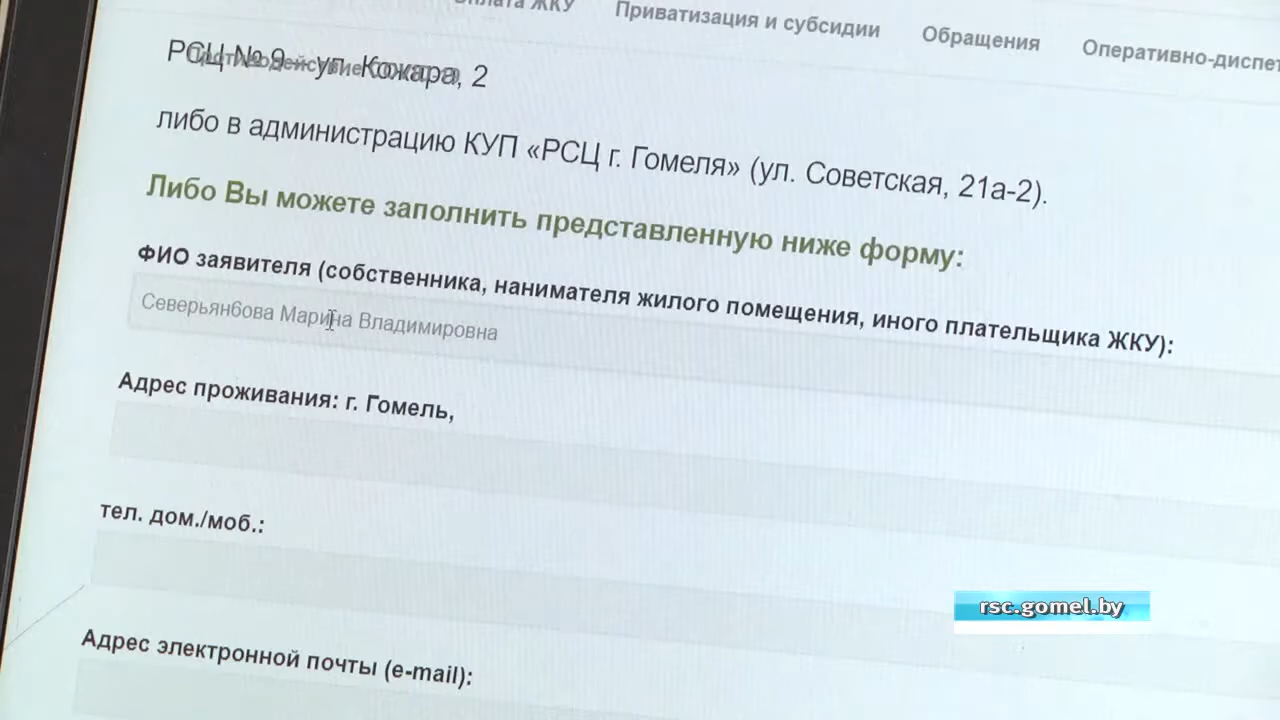 Оплата ЖКУ Приватизация и субсидии Обращения Оперативно-диспет
РСЦ № 9 – ул. Кожара, 2
либо в администрацию КУП «РСЦ г. Гомеля» (ул. Советская, 21а-2).
Либо Вы можете заполнить представленную ниже форму:
ФИО заявителя (собственника, нанимателя жилого помещения, иного плательщика ЖКУ):
Северьян6ова Марина Владимировна
Адрес проживания: г. Гомель,
тел. дом./моб.:
rsc.gomel.by
Адрес электронной почты (e-mail):